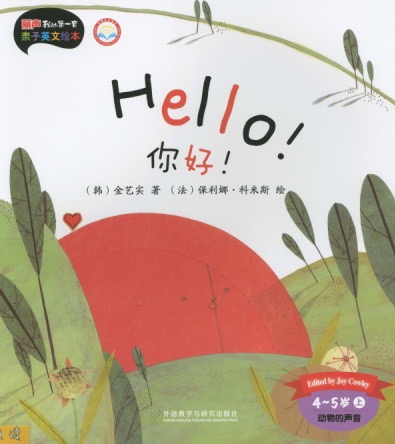 丽声 我的第一套
亲子英文绘本
Hello!
你好!
(韩)金艺实 著 (法)保利娜·科米斯 绘
Edited by Joy Cowley
4~5岁 上
动物的声音
外语教学与研究出版社